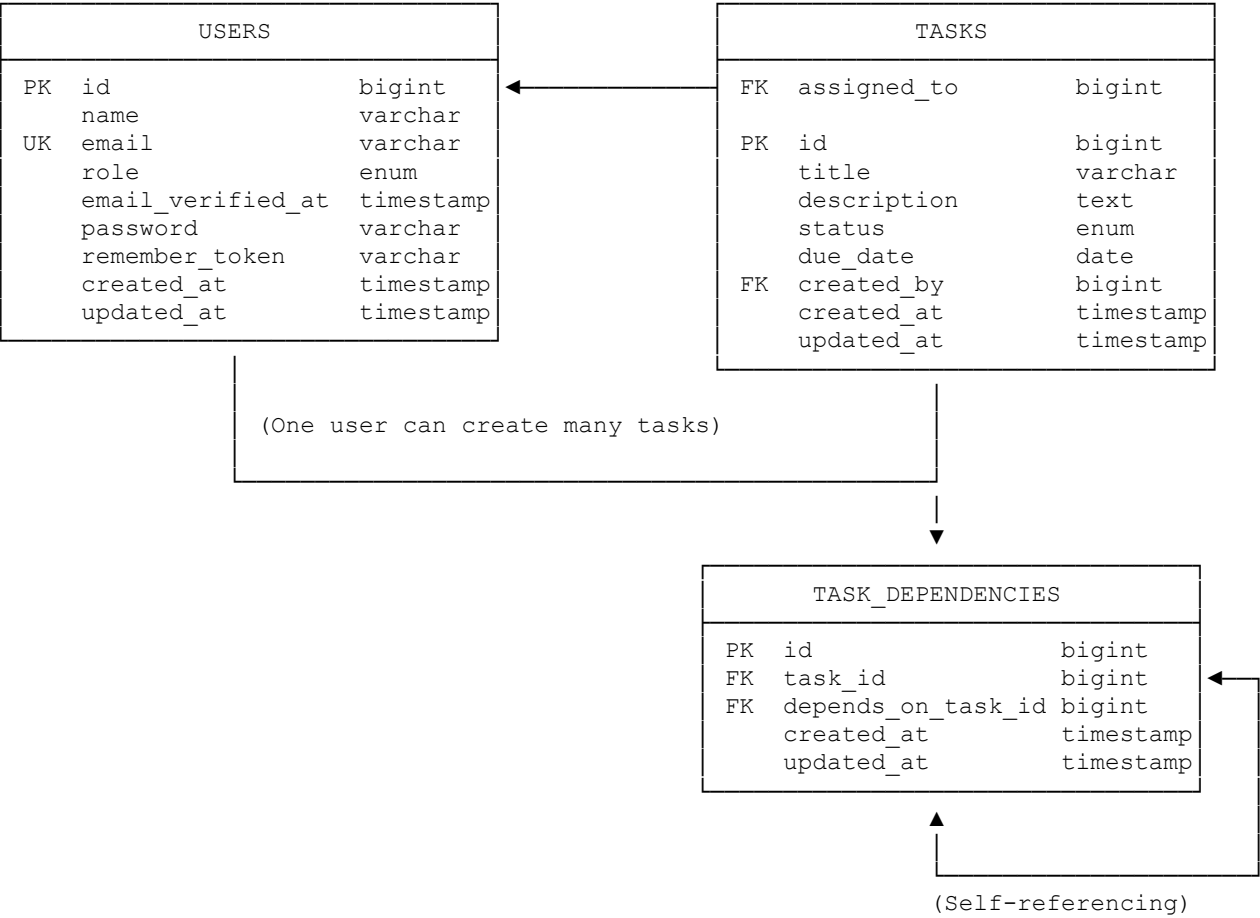 USERS
PK id bigint
name varchar
UK email varchar
role enum
email_verified_at timestamp
password varchar
remember_token varchar
created_at timestamp
updated_at timestamp
TASKS
FK assigned_to bigint
PK id bigint
title varchar
description text
status enum
due_date date
FK created_by bigint
created_at timestamp
updated_at timestamp
(One user can create many tasks)
TASK_DEPENDENCIES
PK id bigint
FK task_id bigint
FK depends_on_task_id bigint
created_at timestamp
updated_at timestamp
(Self-referencing)